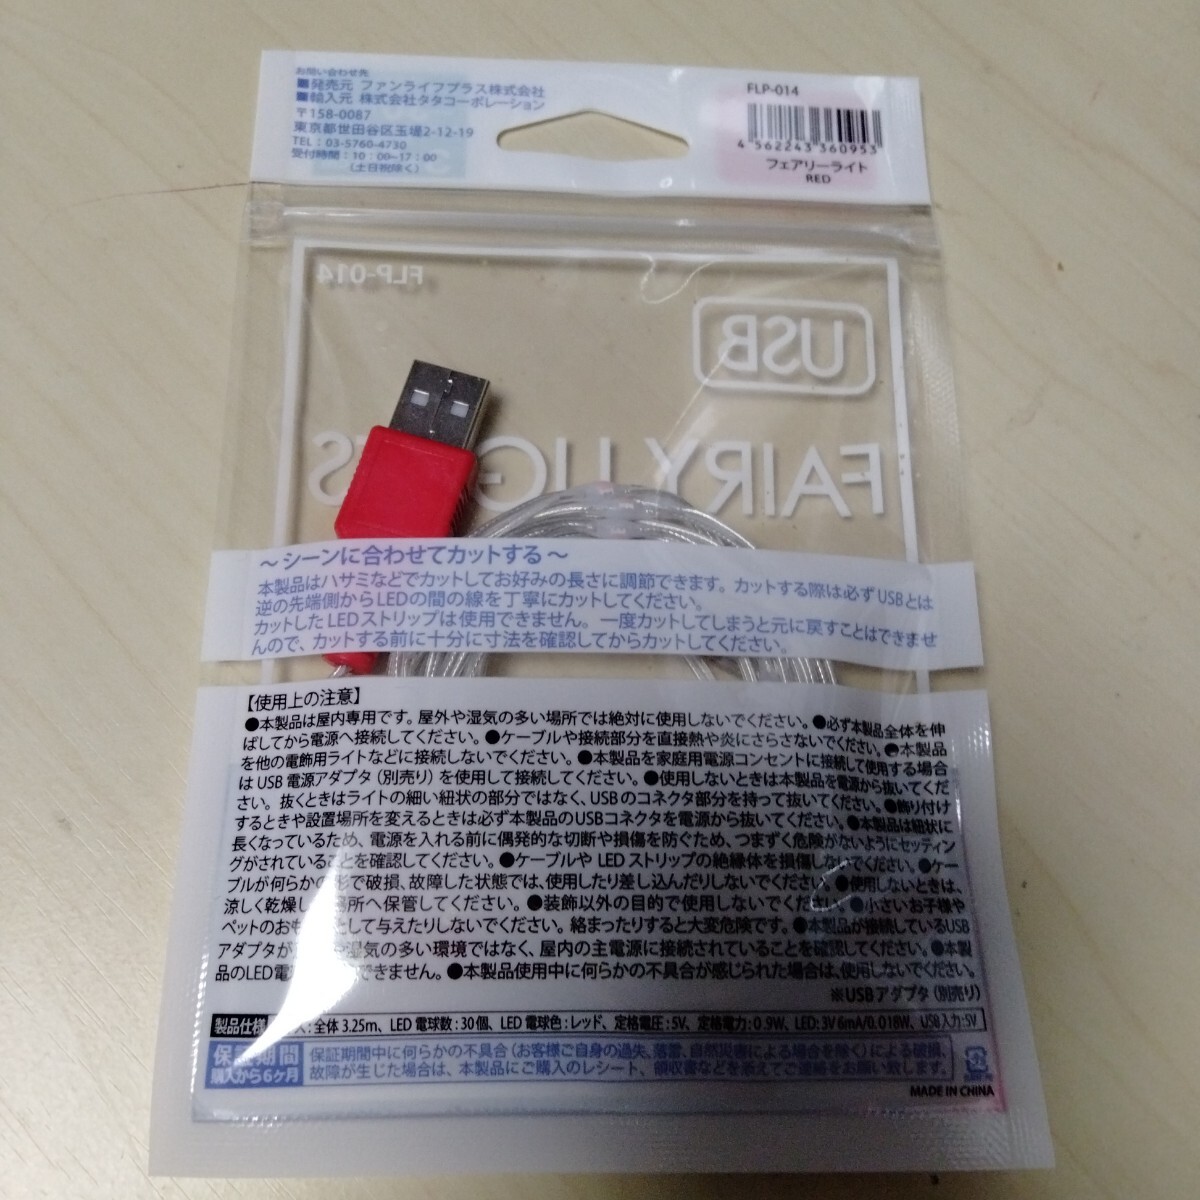 お問い合わせ先
■発売元 ファンライフプラス株式会社
■輸入元 株式会社タタコーポレーション
〒158-0087
東京都世田谷区玉堤2-12-19
TEL：03-5760-4730
受付時間：10：00~17：00
（土日祝除く）
FLP-014
4 562243 360953
フェアリーライト
RED
FLP-014
USB
FAIRY LIG S
～シーンに合わせてカットする～
本製品はハサミなどでカットしてお好みの長さに調節できます。カットする際は必ずUSBとは
逆の先端側からLEDの間の線を丁寧にカットしてください。
カットしたLEDストリップは使用できません。一度カットしてしまうと元に戻すことはできませ
んので、カットする前に十分に寸法を確認してからカットしてください。
【使用上の注意】
●本製品は屋内専用です。屋外や湿気の多い場所では絶対に使用しないでください。●必ず本製品全体を伸
ばしてから電源へ接続してください。●ケーブルや接続部分を直接熱や炎にさらさないでください。●本製品
を他の電飾用ライトなどに接続しないでください。●本製品を家庭用電源コンセントに接続して使用する場合
はUSB電源アダプタ（別売り）を使用して接続してください。●使用しないときは本製品を電源から抜いてくだ
さい。抜くときはライトの細い紐状の部分ではなく、USBのコネクタ部分を持って抜いてください。●飾り付け
するときや設置場所を変えるときは必ず本製品のUSBコネクタを電源から抜いてください。●本製品は紐状に
長くなっているため、電源を入れる前に偶発的な切断や損傷を防ぐため、つまずく危険がないようにセッティン
グがされていることを確認してください。●ケーブルやLEDストリップの絶縁体を損傷しないでください。●ケー
ブルが何らかの形で破損、故障した状態では、使用したり差し込んだりしないでください。●使用しないときは、
涼しく乾燥し 場所へ保管してください。●装飾以外の目的で使用しないでください。●小さいお子様や
ペットのおも として与えたりしないでください。絡まったりすると大変危険です。●本製品が接続しているUSB
アダプタが 湿気の多い環境ではなく、屋内の主電源に接続されていることを確認してください。●本製
品のLED電 できません。●本製品使用中に何らかの不具合が感じられた場合は、使用しないでください。
※USBアダプタ（別売り）
製品仕様 ：全体 3.25m、LED電球数：30個、LED電球色：レッド、定格電圧：5V、定格電力：0.9W、LED：3V 6mA/0.018W、USB入力：5V
保証期間 購入から6ヶ月
保証期間中に何らかの不具合（お客様ご自身の過失、落雷、自然災害による場合を除く）による破損、
故障が生じた場合は、本製品にご購入のレシート、領収書などを添えてご連絡をお願い致します。
MADE IN CHINA